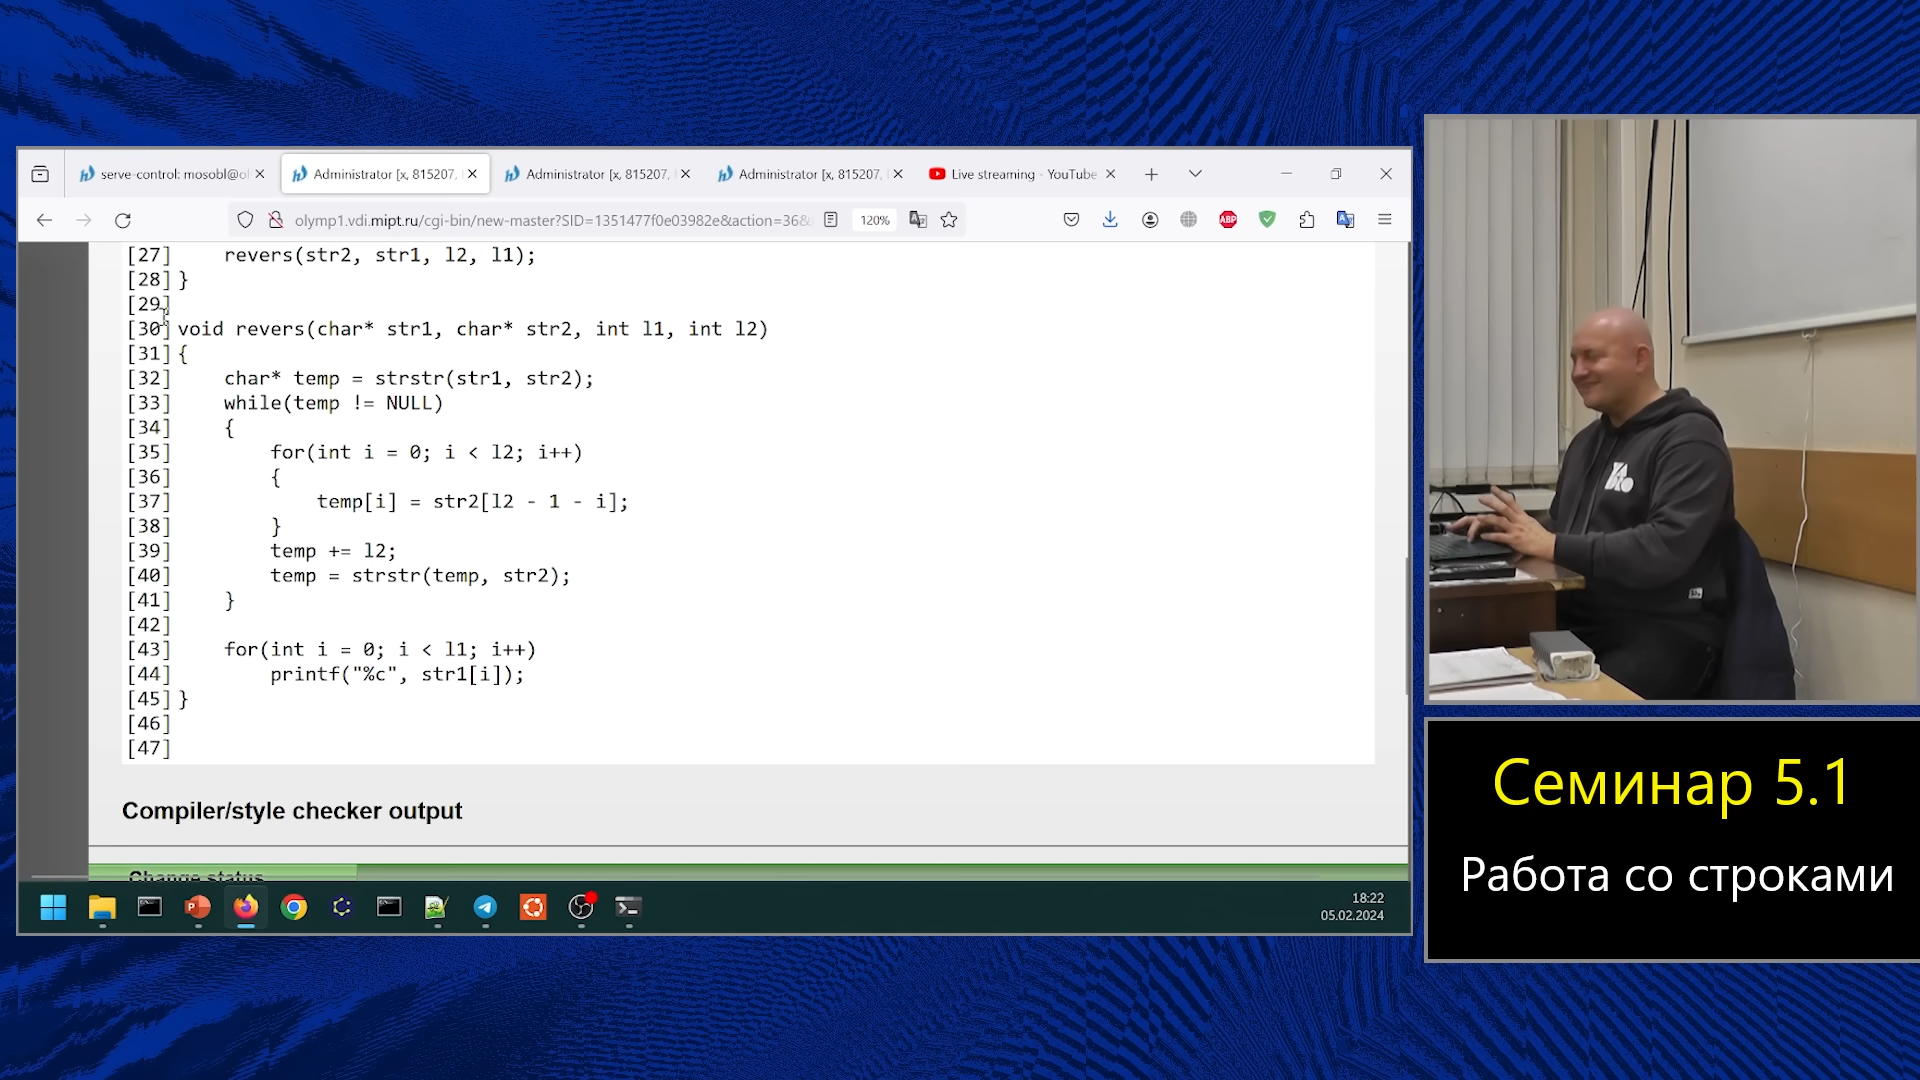 serve-control: mosobl@ol
Administrator [x, 815207,
Administrator [x, 815207,
Administrator [x, 815207,
Live streaming - YouTube
olymp1.vdi.mipt.ru/cgi-bin/new-master?SID=1351477f0e03982e&action=36&
120%
ABP
[27] revers(str2, str1, l2, l1);
[28] }
[29]
[30] void revers(char* str1, char* str2, int l1, int l2)
[31] {
[32] char* temp = strstr(str1, str2);
[33] while(temp != NULL)
[34] {
[35] for(int i = 0; i < l2; i++)
[36] {
[37] temp[i] = str2[l2 - 1 - i];
[38] }
[39] temp += l2;
[40] temp = strstr(temp, str2);
[41] }
[42]
[43] for(int i = 0; i < l1; i++)
[44] printf("%c", str1[i]);
[45] }
[46]
[47]
Compiler/style checker output
Change status
18:22
05.02.2024
Семинар 5.1
Работа со строками